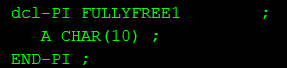 dcl-PI FULLYFREE1 ;
A CHAR(10) ;
END-PI ;